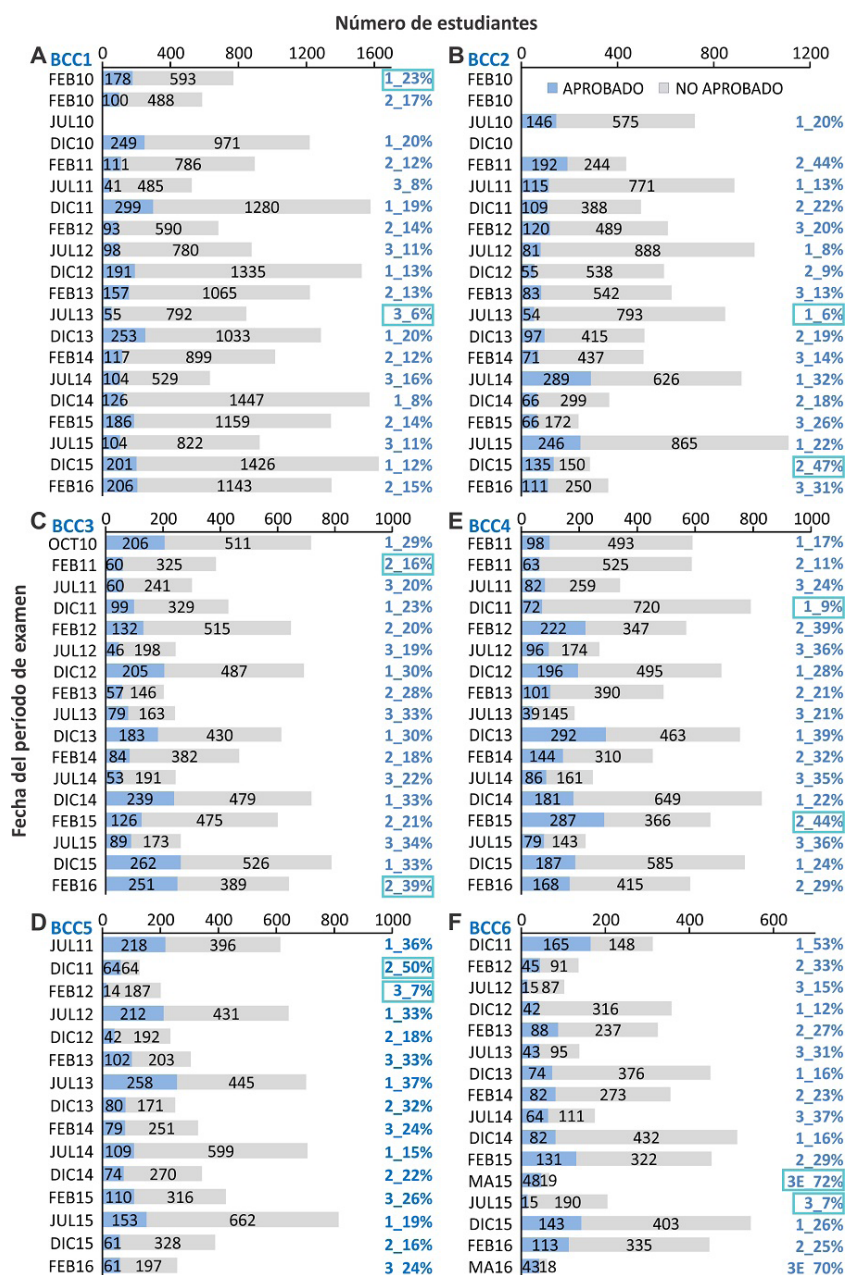 Número de estudiantes
Fecha del período de examen
A BCC1
0 400 800 1200 1600
FEB10 178 593 1_23%
FEB10 100 488 2_17%
JUL10
DIC10 249 971 1_20%
FEB11 111 786 2_12%
JUL11 41 485 3_8%
DIC11 299 1280 1_19%
FEB12 93 590 2_14%
JUL12 98 780 3_11%
DIC12 191 1335 1_13%
FEB13 157 1065 2_13%
JUL13 55 792 3_6%
DIC13 253 1033 1_20%
FEB14 117 899 2_12%
JUL14 104 529 3_16%
DIC14 126 1447 1_8%
FEB15 186 1159 2_14%
JUL15 104 822 3_11%
DIC15 201 1426 1_12%
FEB16 206 1143 2_15%
B BCC2
0 400 800 1200
FEB10 APROBADO NO APROBADO
FEB10
JUL10 146 575 1_20%
DIC10
FEB11 192 244 2_44%
JUL11 115 771 1_13%
DIC11 109 388 2_22%
FEB12 120 489 3_20%
JUL12 81 888 1_8%
DIC12 55 538 2_9%
FEB13 83 542 3_13%
JUL13 54 793 1_6%
DIC13 97 415 2_19%
FEB14 71 437 3_14%
JUL14 289 626 1_32%
DIC14 66 299 2_18%
FEB15 66 172 3_26%
JUL15 246 865 1_22%
DIC15 135 150 2_47%
FEB16 111 250 3_31%
C BCC3
0 200 400 600 800 1000
OCT10 206 511 1_29%
FEB11 60 325 2_16%
JUL11 60 241 3_20%
DIC11 99 329 1_23%
FEB12 132 515 2_20%
JUL12 46 198 3_19%
DIC12 205 487 1_30%
FEB13 57 146 2_28%
JUL13 79 163 3_33%
DIC13 183 430 1_30%
FEB14 84 382 2_18%
JUL14 53 191 3_22%
DIC14 239 479 1_33%
FEB15 126 475 2_21%
JUL15 89 173 3_34%
DIC15 262 526 1_33%
FEB16 251 389 2_39%
E BCC4
0 200 400 600 800 1000
FEB11 98 493 1_17%
FEB11 63 525 2_11%
JUL11 82 259 3_24%
DIC11 72 720 1_9%
FEB12 222 347 2_39%
JUL12 96 174 3_36%
DIC12 196 495 1_28%
FEB13 101 390 2_21%
JUL13 39 145 3_21%
DIC13 292 463 1_39%
FEB14 144 310 2_32%
JUL14 86 161 3_35%
DIC14 181 649 1_22%
FEB15 287 366 2_44%
JUL15 79 143 3_36%
DIC15 187 585 1_24%
FEB16 168 415 2_29%
D BCC5
0 200 400 600 800 1000
JUL11 218 396 1_36%
DIC11 64 64 2_50%
FEB12 14 187 3_7%
JUL12 212 431 1_33%
DIC12 42 192 2_18%
FEB13 102 203 3_33%
JUL13 258 445 1_37%
DIC13 80 171 2_32%
FEB14 79 251 3_24%
JUL14 109 599 1_15%
DIC14 74 270 2_22%
FEB15 110 316 3_26%
JUL15 153 662 1_19%
DIC15 61 328 2_16%
FEB16 61 197 3_24%
F BCC6
0 200 400 600
DIC11 165 148 1_53%
FEB12 45 91 2_33%
JUL12 15 87 3_15%
DIC12 42 316 1_12%
FEB13 88 237 2_27%
JUL13 43 95 3_31%
DIC13 74 376 1_16%
FEB14 82 273 2_23%
JUL14 64 111 3_37%
DIC14 82 432 1_16%
FEB15 131 322 2_29%
MA15 48 19 3E_72%
JUL15 15 190 3_7%
DIC15 143 403 1_26%
FEB16 113 335 2_25%
MA16 43 18 3E_70%